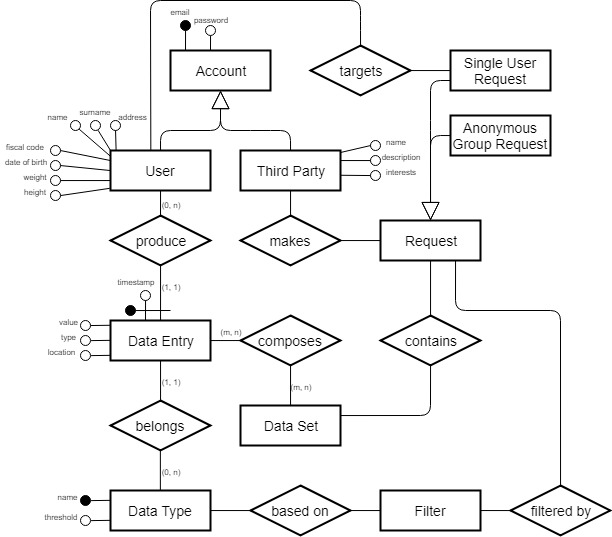 email
password
Account
targets
Single User
Request
Anonymous
Group Request
name
surname
address
fiscal code
date of birth
weight
height
User
Third Party
name
description
interests
(0, n)
produce
makes
Request
(1, 1)
timestamp
value
type
location
Data Entry
(m, n)
composes
contains
(1, 1)
(m, n)
belongs
Data Set
(0, n)
name
threshold
Data Type
based on
Filter
filtered by